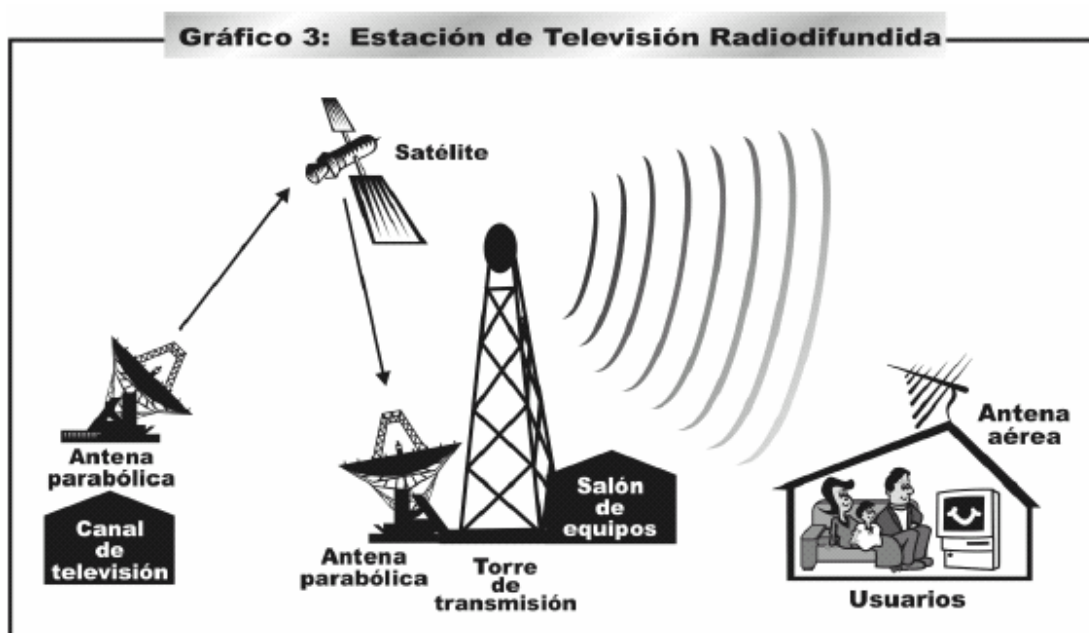 Gráfico 3: Estación de Televisión Radiodifundida
Satélite
Antena
parabólica
Canal
de
televisión
Antena
parabólica
Torre
de
transmisión
Salón
de
equipos
Antena
aérea
Usuarios